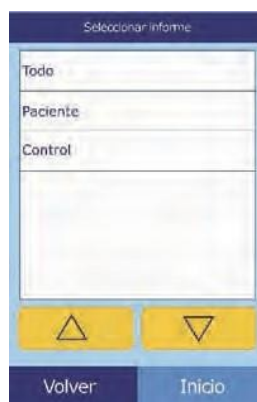 Seleccionar informe
Todo
Paciente
Control
Volver
Inicio